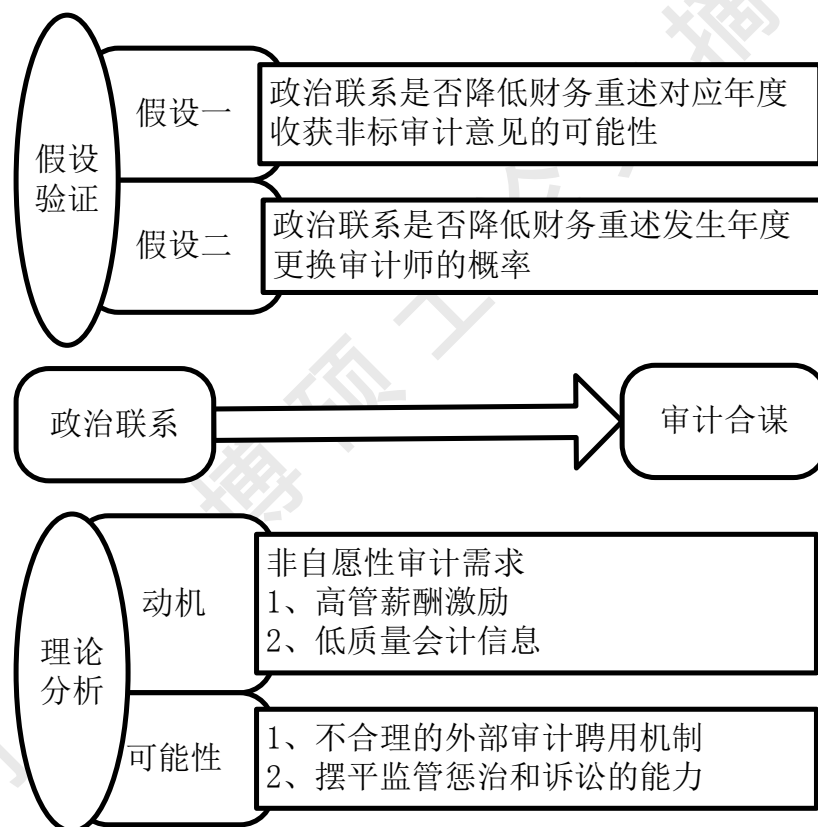 假设
验证
假设一
政治联系是否降低财务重述对应年度
收获非标审计意见的可能性
假设二
政治联系是否降低财务重述发生年度
更换审计师的概率
政治联系
审计合谋
理论
分析
动机
非自愿性审计需求
1、高管薪酬激励
2、低质量会计信息
可能性
1、不合理的外部审计聘用机制
2、摆平监管惩治和诉讼的能力